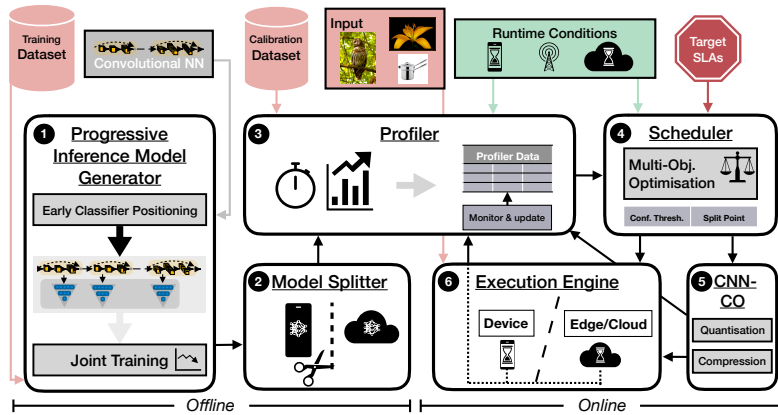 Training
Dataset
Convolutional NN
Calibration
Dataset
Input
Runtime Conditions
Target
SLAs
1
Progressive
Inference Model
Generator
Early Classifier Positioning
Joint Training
3
Profiler
Profiler Data
Monitor & update
4
Scheduler
Multi-Obj.
Optimisation
Conf. Thresh.
Split Point
2
Model Splitter
6
Execution Engine
Device
Edge/Cloud
5
CNN-
CO
Quantisation
Compression
Offline
Online